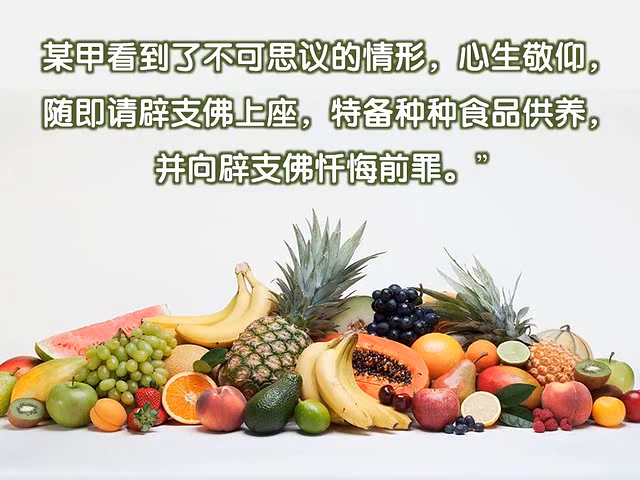 某甲看到了不可思议的情形，心生敬仰，
随即请辟支佛上座，特备种种食品供养，
并向辟支佛忏悔前罪。”